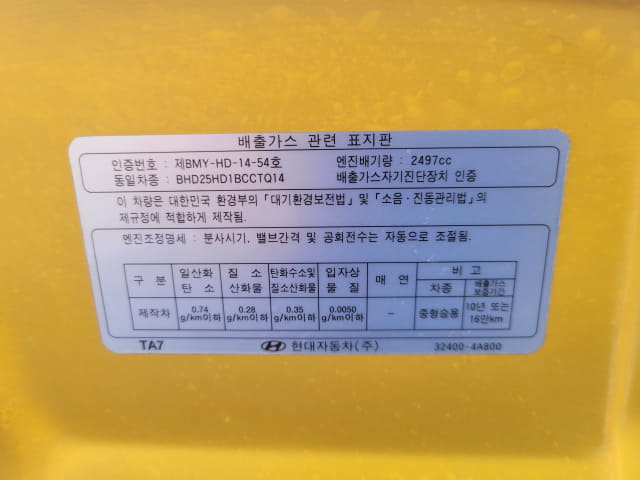 배출가스 관련 표지판
인증번호 : 제BMY-HD-14-54호 엔진배기량 : 2497cc
동일차종 : BHD25HD1BCCTQ14 배출가스자기진단장치 인증
이 차량은 대한민국 환경부의 「대기환경보전법」 및 「소음·진동관리법」의
제규정에 적합하게 제작됨.
엔진조정명세 : 분사시기, 밸브간격 및 공회전수는 자동으로 조절됨.
구 분 일산화탄소 질소산화물 탄화수소및질소산화물 입자상물질 매 연 비 고
차종 배출가스보증기간
제작차 0.74g/km이하 0.28g/km이하 0.35g/km이하 0.0050g/km이하 - 중형승용 10년 또는 16만km
TA7 현대자동차(주) 32400-4A800